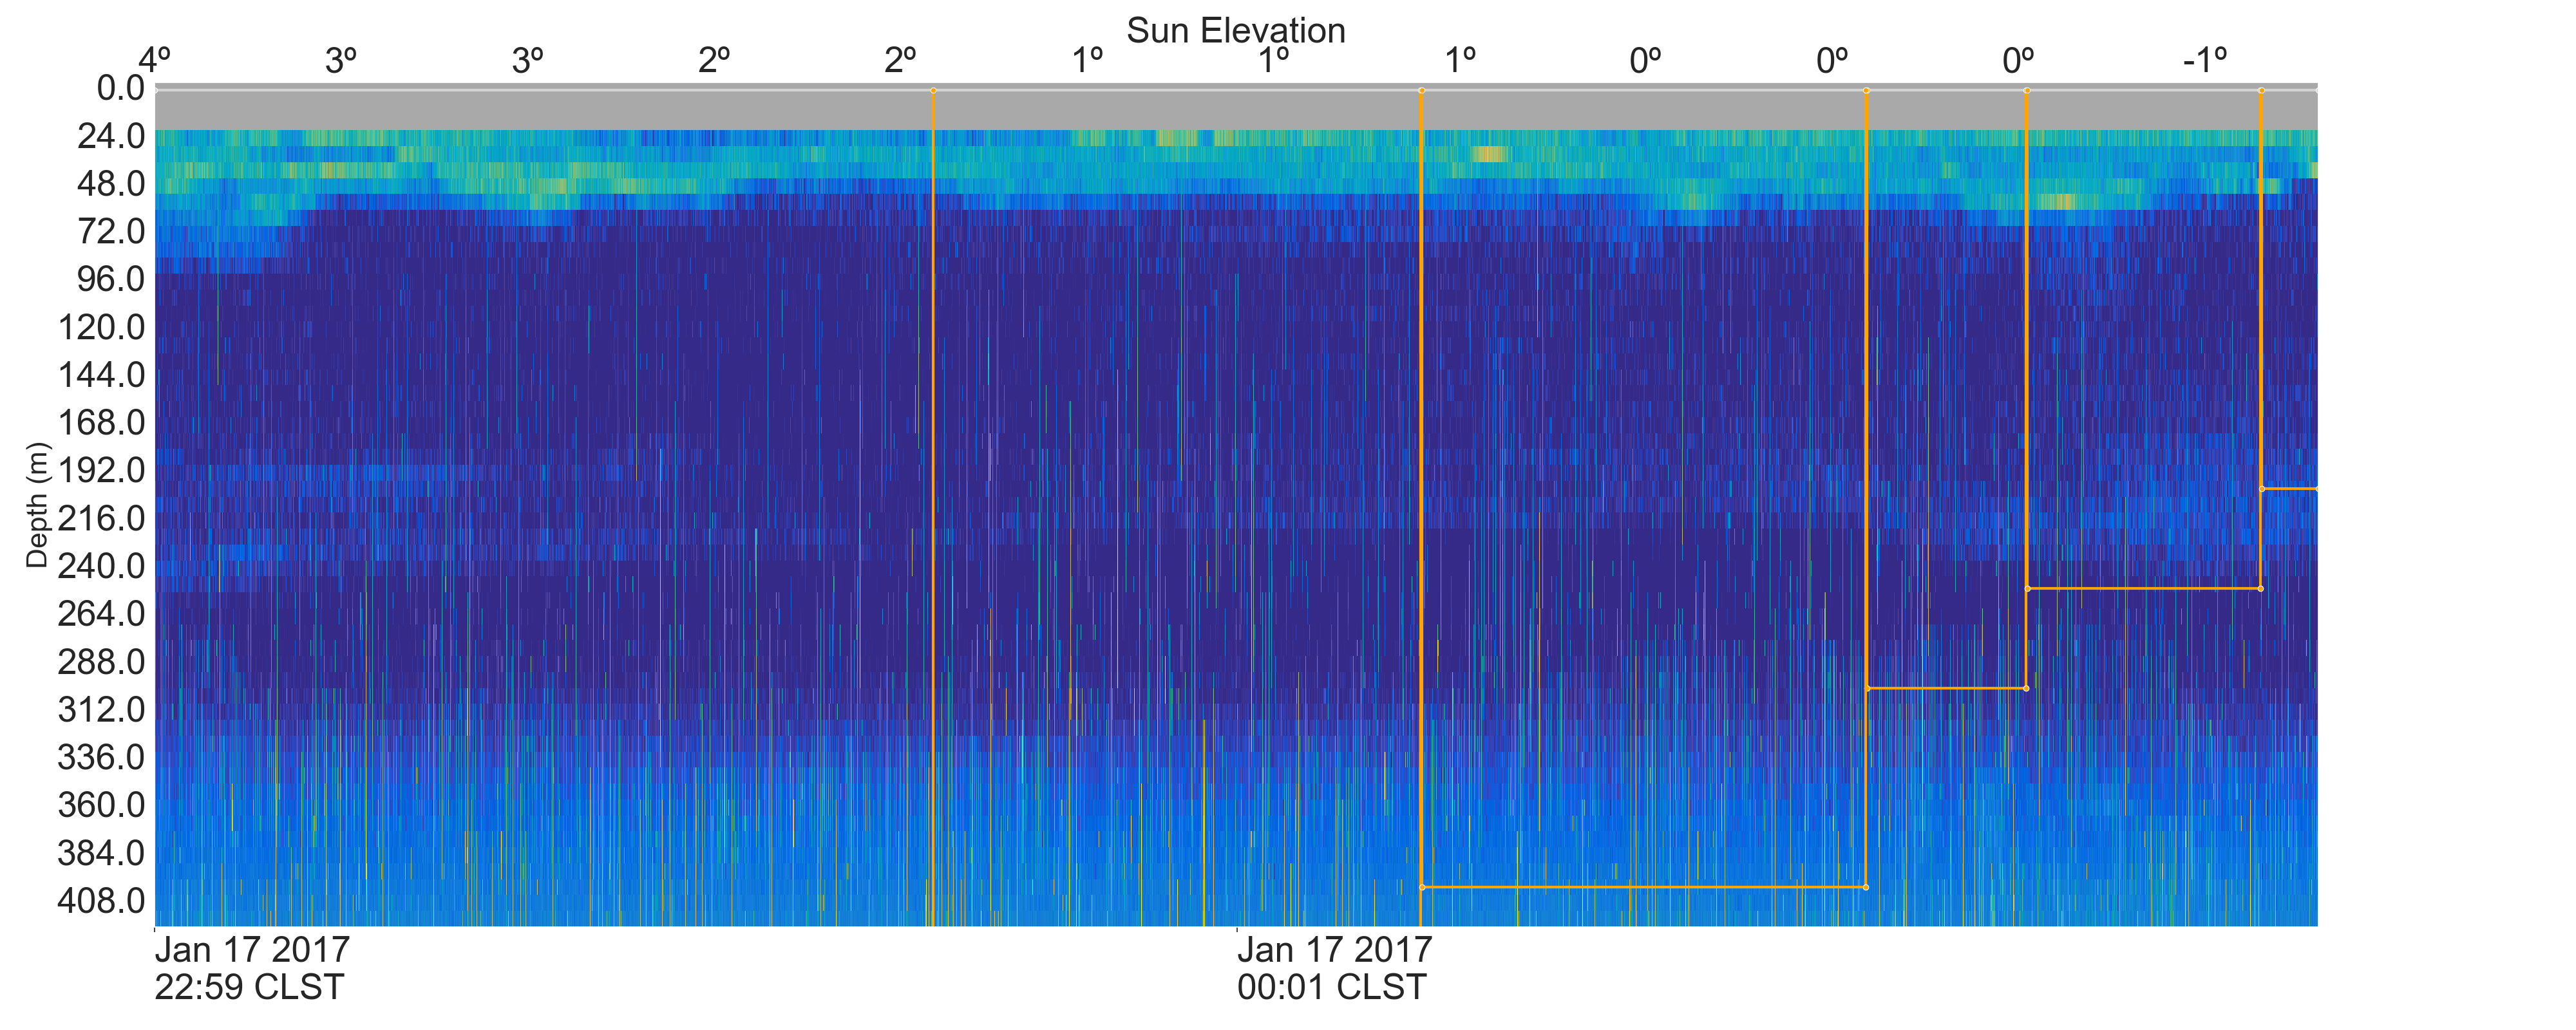 Sun Elevation
4º 3º 3º 2º 2º 1º 1º 1º 0º 0º 0º -1º
0.0
24.0
48.0
72.0
96.0
120.0
144.0
168.0
192.0
216.0
240.0
264.0
288.0
312.0
336.0
360.0
384.0
408.0
Depth (m)
Jan 17 2017
22:59 CLST
Jan 17 2017
00:01 CLST